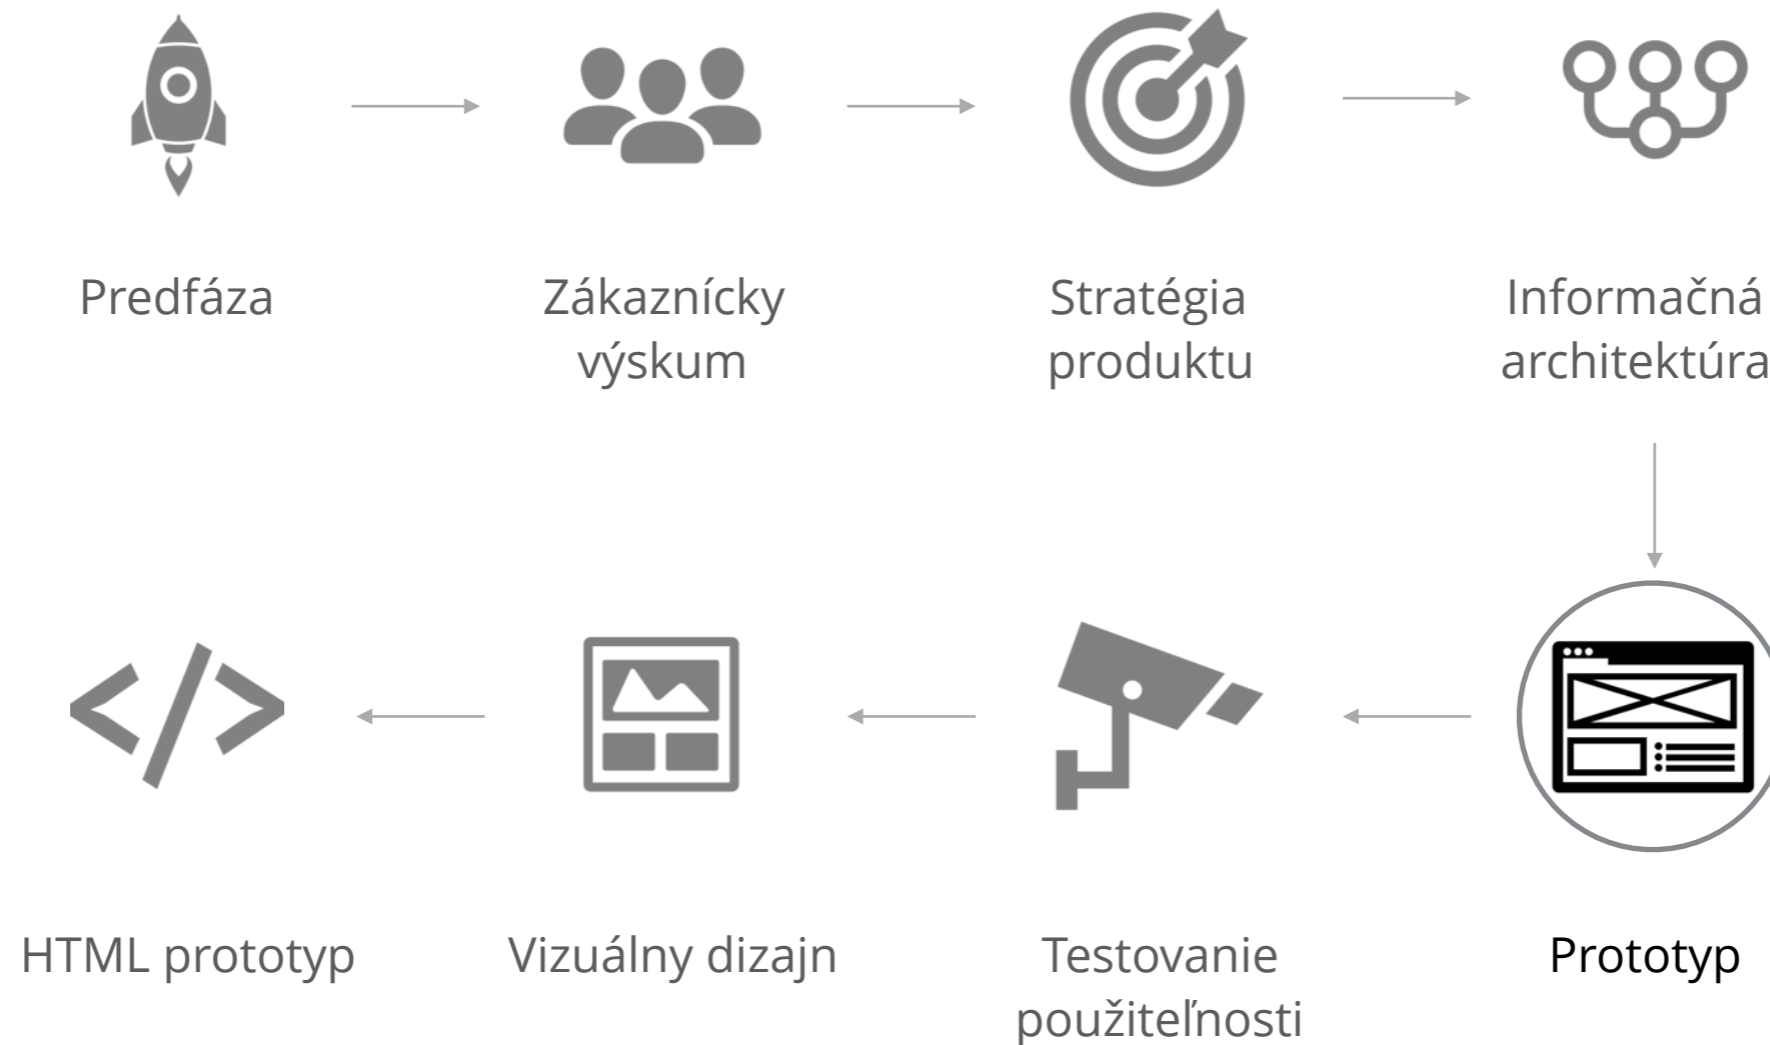 Predfáza
Zákaznícky
výskum
Stratégia
produktu
Informačná
architektúra
HTML prototyp
Vizuálny dizajn
Testovanie
použiteľnosti
Prototyp